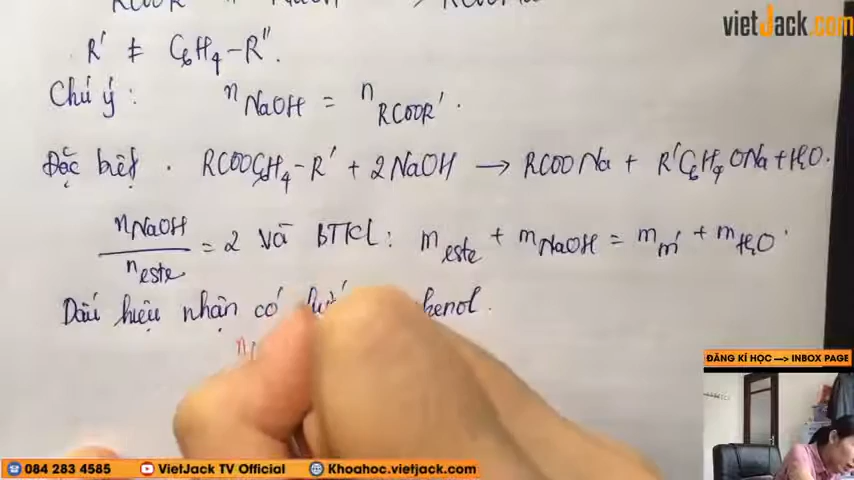 vietJack.com
R' ≠ C6H4-R''.
Chú ý: nNaOH = nRCOOR'.
Đặc biệt. RCOOC6H4-R' + 2NaOH → RCOONa + R'C6H4ONa + H2O.
nNaOH / neste = 2 và BTKL: meste + mNaOH = mm' + mH2O.
Dấu hiệu nhận có
ĐĂNG KÍ HỌC —> INBOX PAGE
084 283 4585 VietJack TV Official Khoahoc.vietjack.com